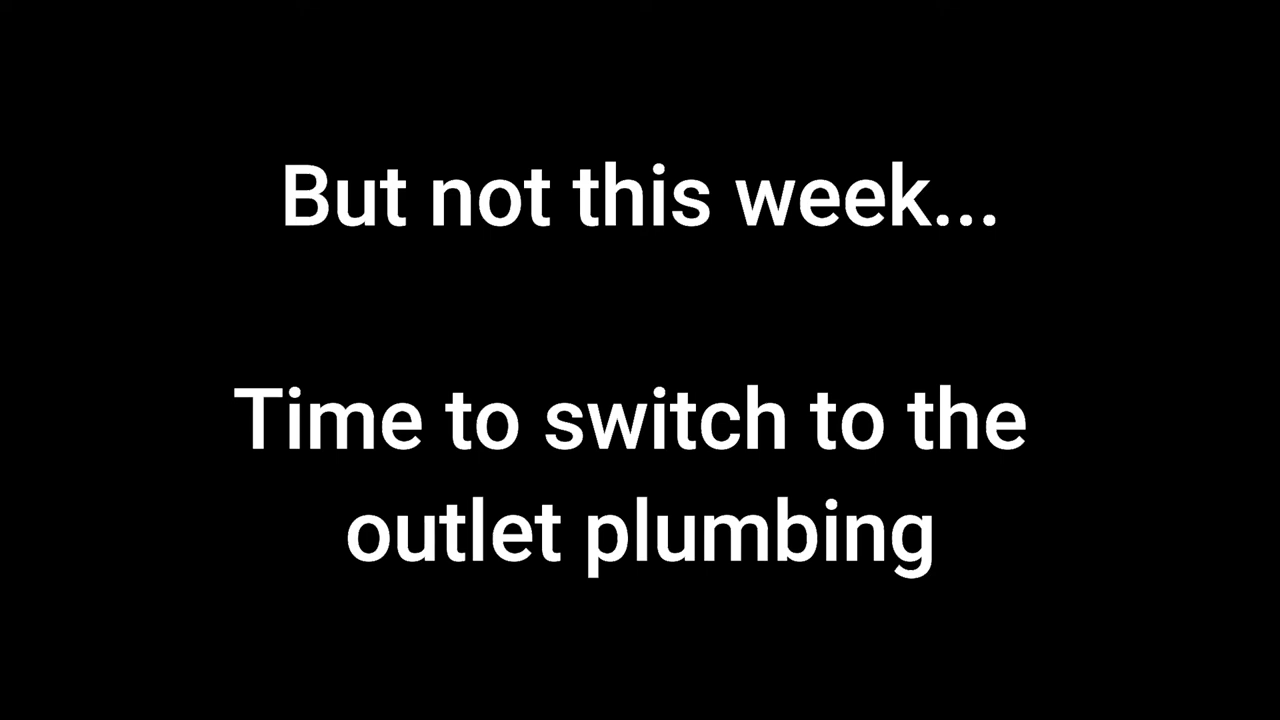 But not this week...
Time to switch to the
outlet plumbing